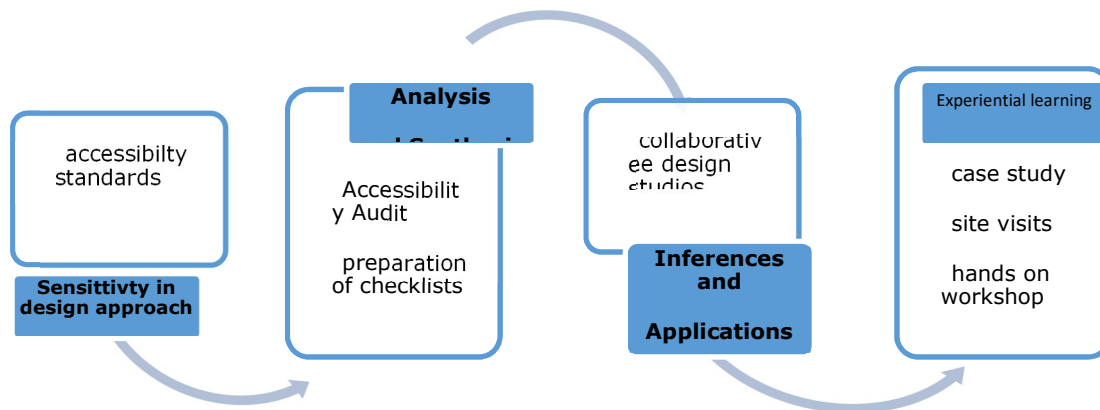 accessibilty
standards
Sensittivty in
design approach
Analysis
Accessibilit
y Audit
preparation
of checklists
collaborativ
ee design
studios
Inferences
and
Applications
Experiential learning
case study
site visits
hands on
workshop